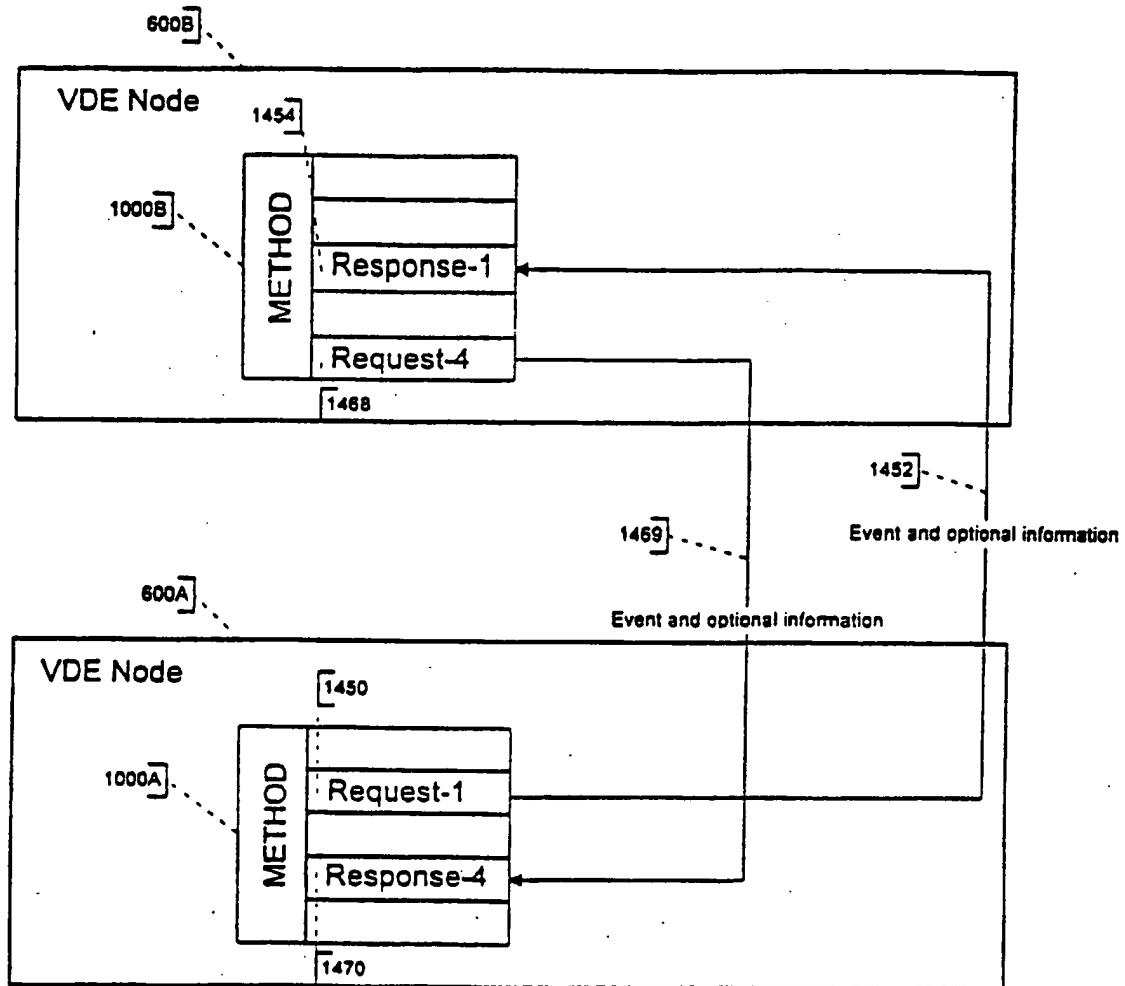 600B
VDE Node
1454
1000B
METHOD
Response-1
Request-4
1468
1452
Event and optional information
1469
600A
Event and optional information
VDE Node
1450
1000A
METHOD
Request-1
Response-4
1470